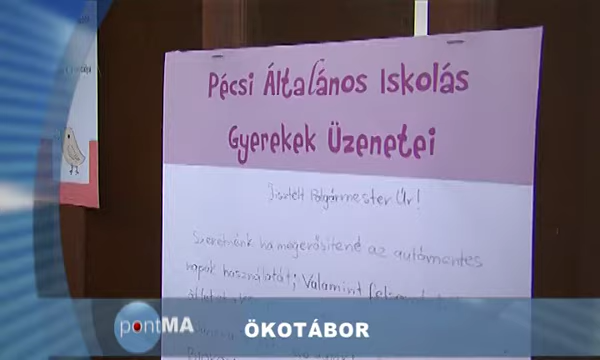 Pécsi Általános Iskolás
Gyerekek Üzenetei
Tisztelt Polgármester Úr!
Szeretnénk ha megerősítené az autómentes
napok használatát; Valamint
pontMA
ÖKOTÁBOR